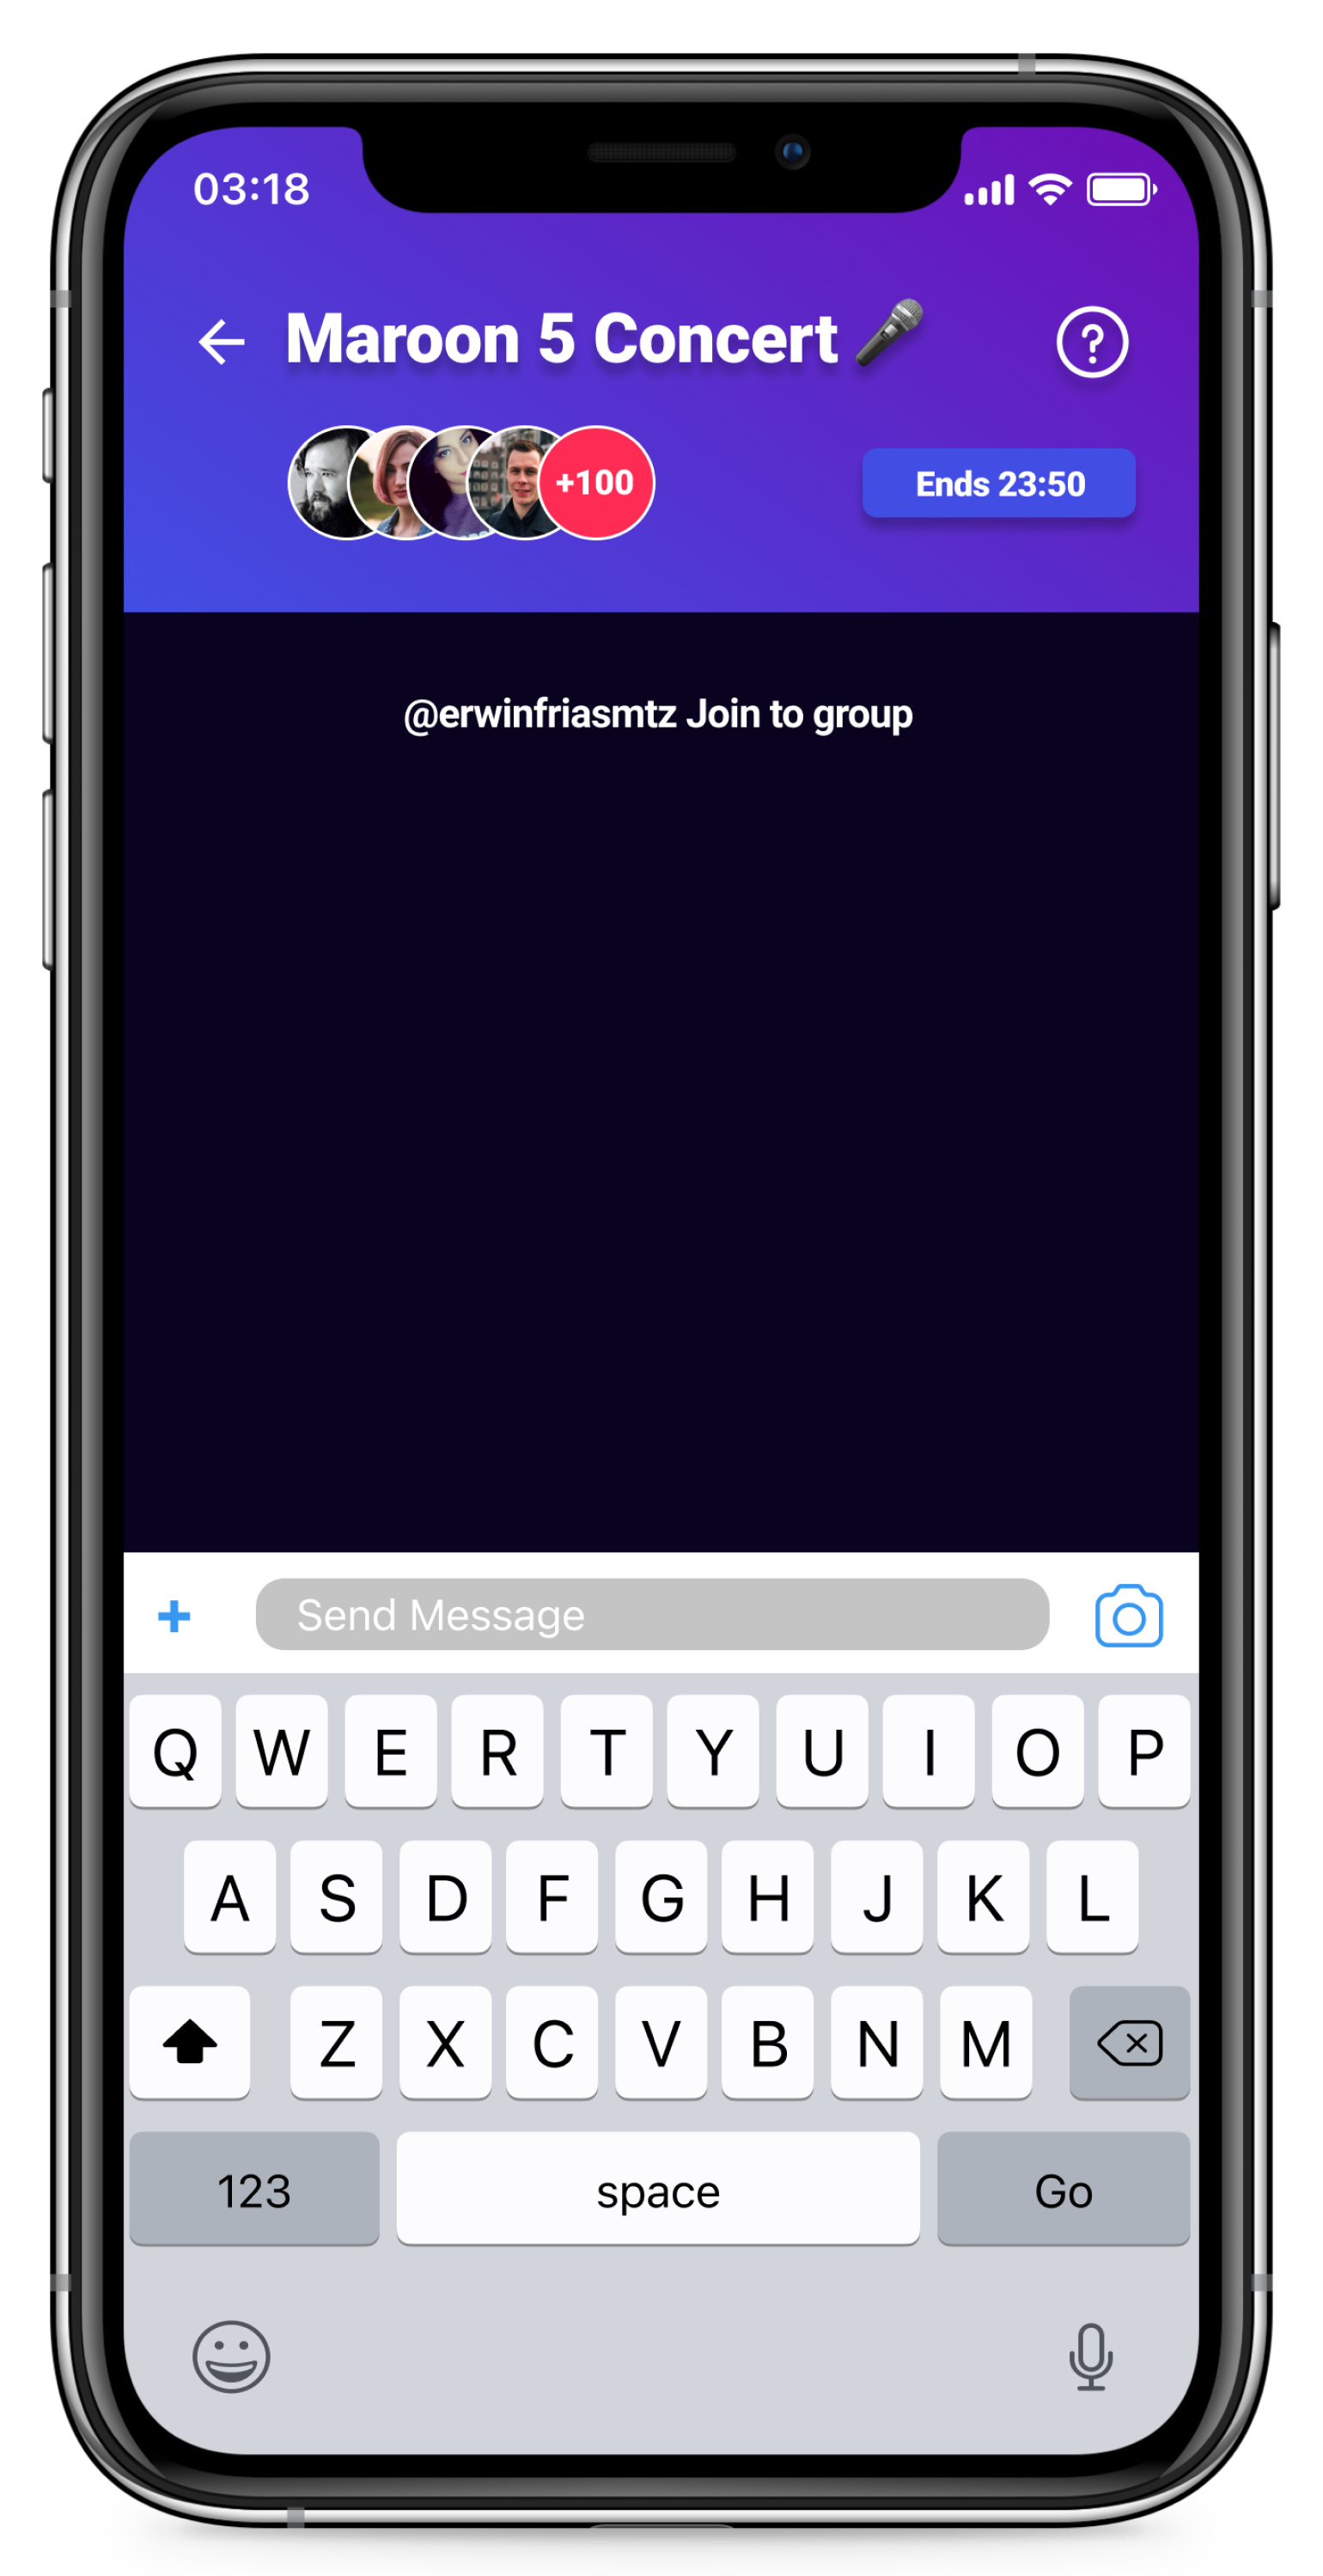 03:18
Maroon 5 Concert 🎤
+100
Ends 23:50
@erwinfriasmtz Join to group
Send Message
Q W E R T Y U I O P
A S D F G H J K L
Z X C V B N M
123 space Go